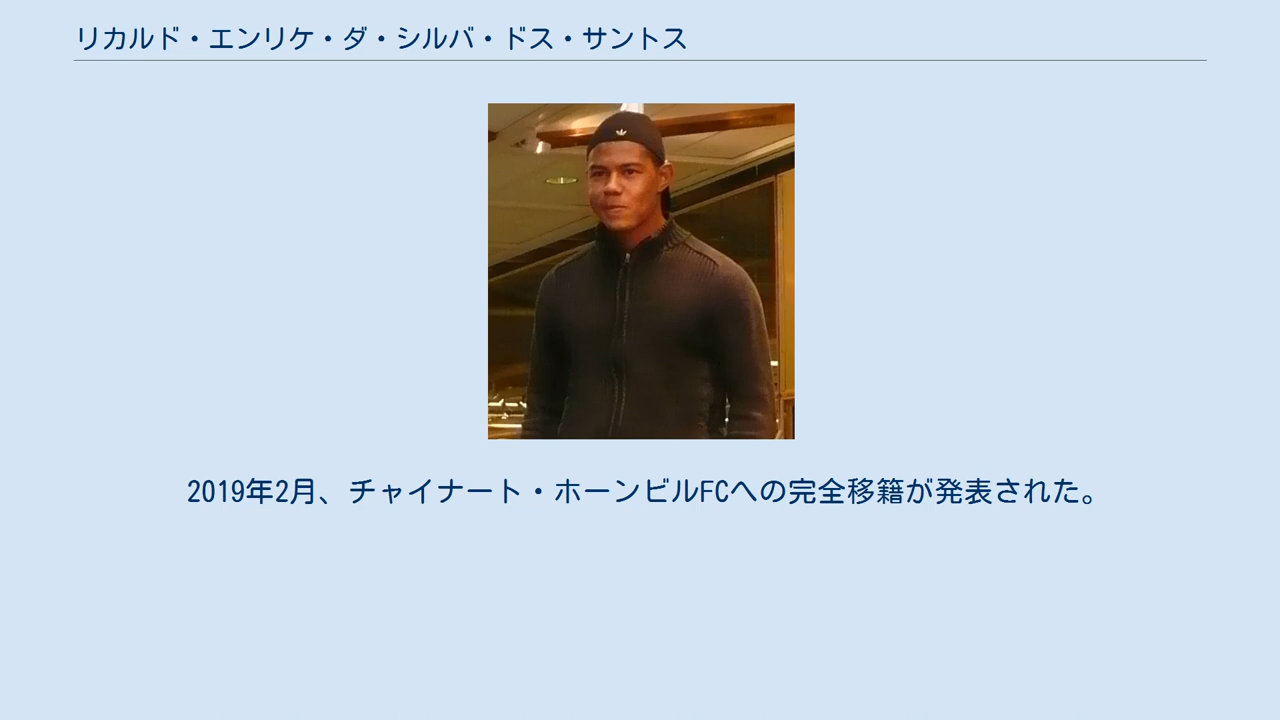 リカルド・エンリケ・ダ・シルバ・ドス・サントス
2019年2月、チャイナート・ホーンビルFCへの完全移籍が発表された。